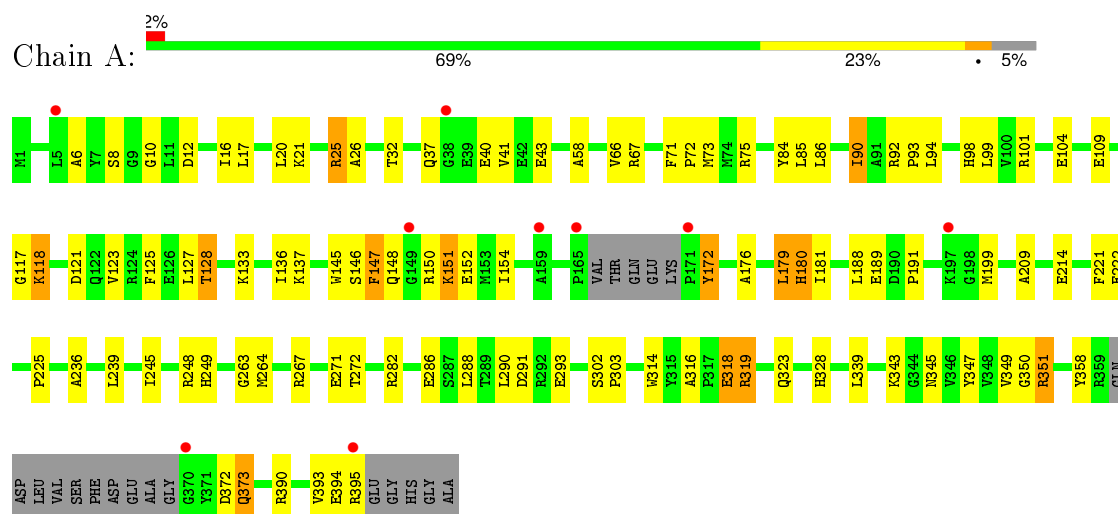 2%
Chain A:
69% 23% • 5%
M1 L5 A6 Y7 S8 G9 G10 L11 D12 I16 L17 L20 K21 R25 A26 T32 Q37 G38 E39 E40 V41 E42 E43 A58 V66 R67 F71 P72 M73 M74 R75 Y84 L85 L86 I90 A91 R92 P93 L94 H98 L99 V100 R101 E104 E109
G117 K118 D121 Q122 V123 R124 F125 E126 L127 T128 K133 I136 K137 W145 S146 F147 Q148 G149 R150 K151 E152 M153 I154 A159 P165 VAL THR GLN GLU LYS P171 Y172 A176 L179 H180 I181 L188 E189 D190 P191 K197 G198 M199 A209 E214 F221
P225 A236 L239 I245 R248 H249 G263 M264 R267 E271 T272 R282 E286 S287 L288 T289 L290 D291 R292 E293 S302 P303 W314 Y315 A316 P317 E318 R319 Q323 H328 L339 K343 G344 N345 V346 Y347 V348 V349 G350 R351 Y358 R359 GLN
ASP LEU VAL SER PHE ASP GLU ALA GLY G370 Y371 D372 Q373 R390 V393 E394 R395 GLU GLY HIS GLY ALA